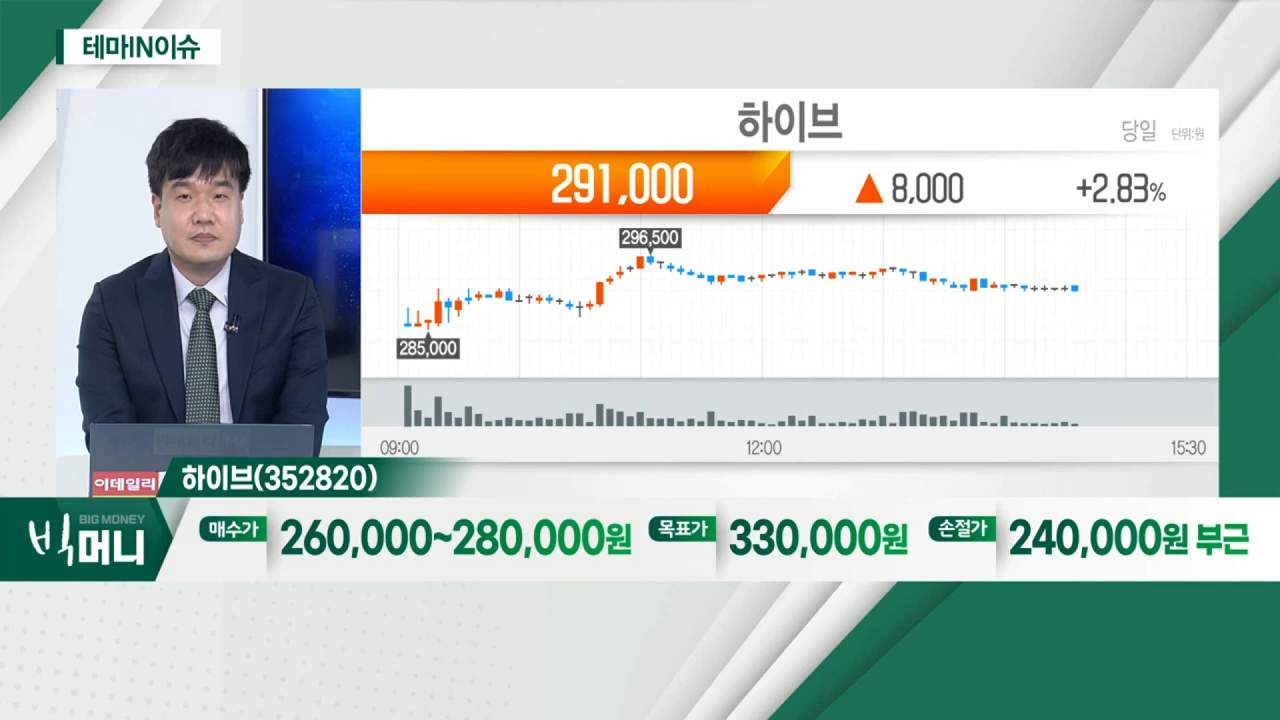 테마IN이슈
하이브
당일 단위:원
291,000 ▲ 8,000 +2.83%
296,500
285,000
09:00 12:00 15:30
이데일리 하이브(352820)
BIG MONEY
빅머니
매수가 260,000~280,000원 목표가 330,000원 손절가 240,000원 부근